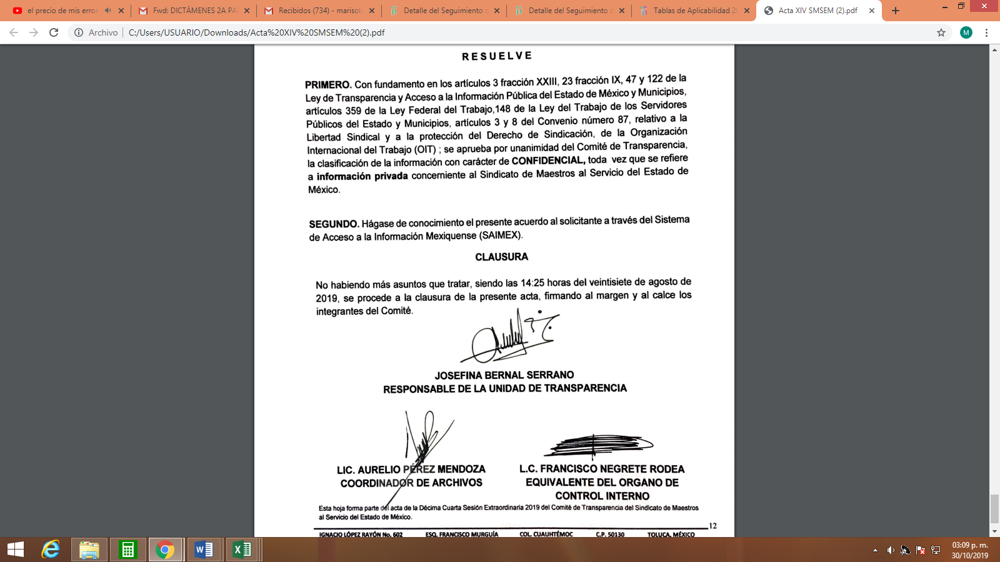 el precio de mis error
Fwd: DICTÁMENES 2A PA
Recibidos (734) - marisol.
Detalle del Seguimiento d
Detalle del Seguimiento d
Tablas de Aplicabilidad 20
Acta XIV SMSEM (2).pdf
Archivo
C:/Users/USUARIO/Downloads/Acta%20XIV%20SMSEM%20(2).pdf
M
R E S U E L V E
PRIMERO. Con fundamento en los artículos 3 fracción XXIII, 23 fracción IX, 47 y 122 de la
Ley de Transparencia y Acceso a la Información Pública del Estado de México y Municipios,
artículos 359 de la Ley Federal del Trabajo,148 de la Ley del Trabajo de los Servidores
Públicos del Estado y Municipios, artículos 3 y 8 del Convenio número 87, relativo a la
Libertad Sindical y a la protección del Derecho de Sindicación, de la Organización
Internacional del Trabajo (OIT) ; se aprueba por unanimidad del Comité de Transparencia,
la clasificación de la información con carácter de CONFIDENCIAL, toda vez que se refiere
a información privada concerniente al Sindicato de Maestros al Servicio del Estado de
México.
SEGUNDO. Hágase de conocimiento el presente acuerdo al solicitante a través del Sistema
de Acceso a la Información Mexiquense (SAIMEX).
CLAUSURA
No habiendo más asuntos que tratar, siendo las 14:25 horas del veintisiete de agosto de
2019, se procede a la clausura de la presente acta, firmando al margen y al calce los
integrantes del Comité.
JOSEFINA BERNAL SERRANO
RESPONSABLE DE LA UNIDAD DE TRANSPARENCIA
LIC. AURELIO PÉREZ MENDOZA
COORDINADOR DE ARCHIVOS
L.C. FRANCISCO NEGRETE RODEA
EQUIVALENTE DEL ORGANO DE
CONTROL INTERNO
Esta hoja forma parte del acta de la Décima Cuarta Sesión Extraordinaria 2019 del Comité de Transparencia del Sindicato de Maestros
al Servicio del Estado de México.
12
IGNACIO LÓPEZ RAYÓN No. 602 ESQ. FRANCISCO MURGUÍA COL. CUAUHTÉMOC C.P. 50130 TOLUCA, MÉXICO
03:09 p. m.
30/10/2019